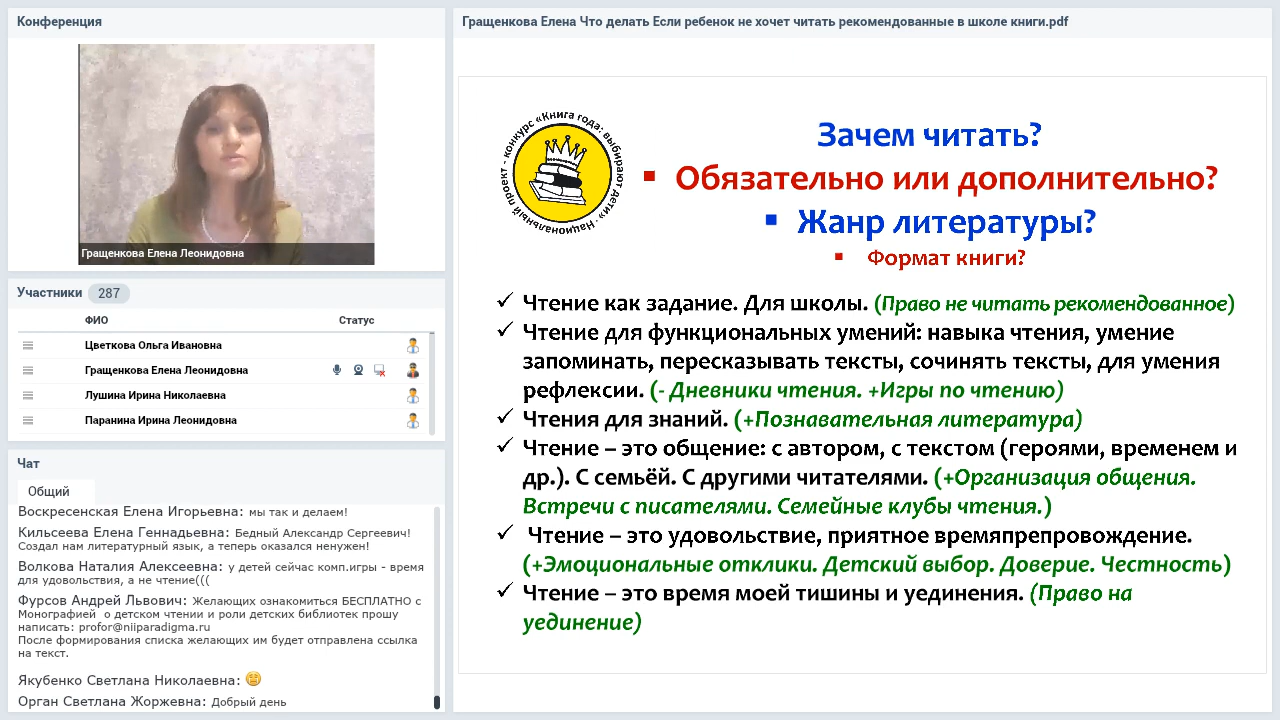 Конференция
Гращенкова Елена Леонидовна
Участники 287
ФИО Статус
Цветкова Ольга Ивановна
Гращенкова Елена Леонидовна
Лушина Ирина Николаевна
Паранина Ирина Леонидовна
Чат
Общий
Воскресенская Елена Игорьевна: мы так и делаем!
Кильсеева Елена Геннадьевна: Бедный Александр Сергеевич!
Создал нам литературный язык, а теперь оказался ненужен!
Волкова Наталия Алексеевна: у детей сейчас комп.игры - время
для удовольствия, а не чтение(((
Фурсов Андрей Львович: Желающих ознакомиться БЕСПЛАТНО с
Монографией о детском чтении и роли детских библиотек прошу
написать: profor@niiparadigma.ru
После формирования списка желающих им будет отправлена ссылка
на текст.
Якубенко Светлана Николаевна:
Орган Светлана Жоржевна: Добрый день
Гращенкова Елена Что делать Если ребенок не хочет читать рекомендованные в школе книги.pdf
Национальный проект - конкурс «Книга года: выбирают дети» ·
Зачем читать?
▪ Обязательно или дополнительно?
▪ Жанр литературы?
▪ Формат книги?
✓ Чтение как задание. Для школы. (Право не читать рекомендованное)
✓ Чтение для функциональных умений: навыка чтения, умение
запоминать, пересказывать тексты, сочинять тексты, для умения
рефлексии. (- Дневники чтения. +Игры по чтению)
✓ Чтения для знаний. (+Познавательная литература)
✓ Чтение – это общение: с автором, с текстом (героями, временем и
др.). С семьёй. С другими читателями. (+Организация общения.
Встречи с писателями. Семейные клубы чтения.)
✓ Чтение – это удовольствие, приятное времяпрепровождение.
(+Эмоциональные отклики. Детский выбор. Доверие. Честность)
✓ Чтение – это время моей тишины и уединения. (Право на
уединение)